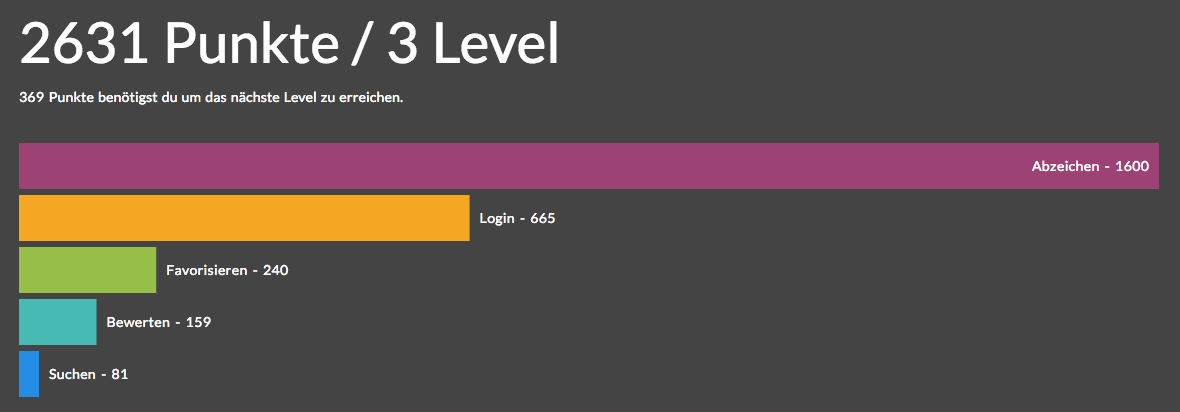 2631 Punkte / 3 Level
369 Punkte benötigst du um das nächste Level zu erreichen.
Abzeichen - 1600
Login - 665
Favorisieren - 240
Bewerten - 159
Suchen - 81